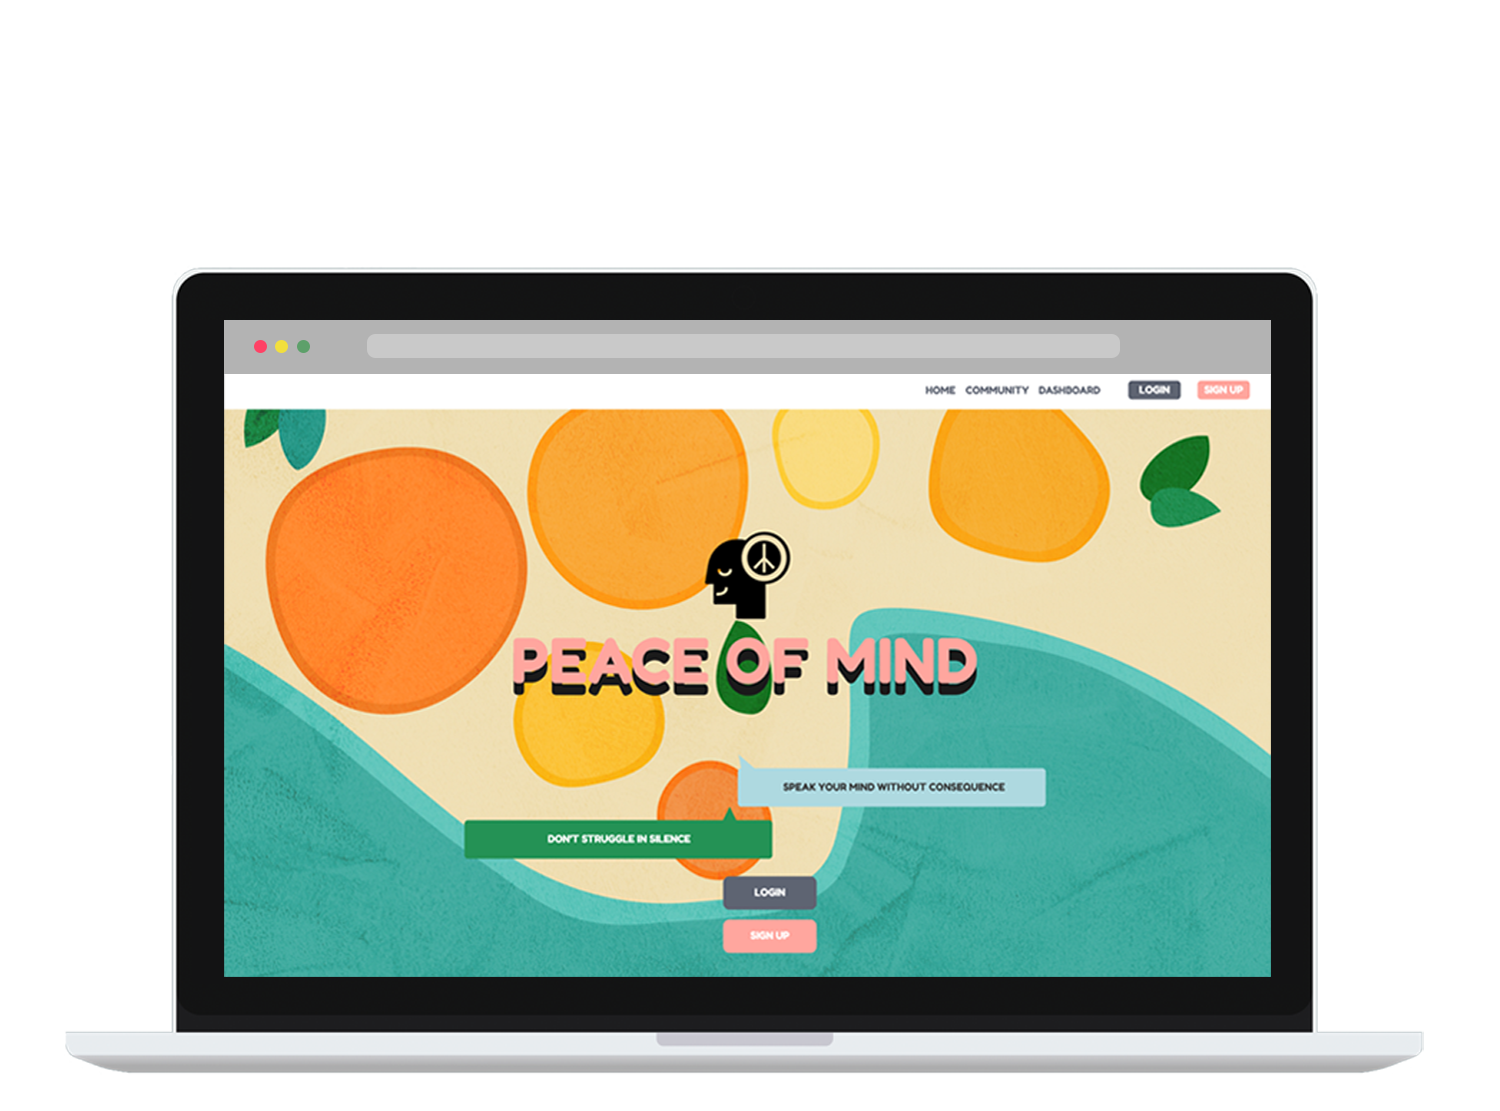 HOME COMMUNITY DASHBOARD LOGIN SIGN UP
PEACE OF MIND
SPEAK YOUR MIND WITHOUT CONSEQUENCE
DON'T STRUGGLE IN SILENCE
LOGIN
SIGN UP